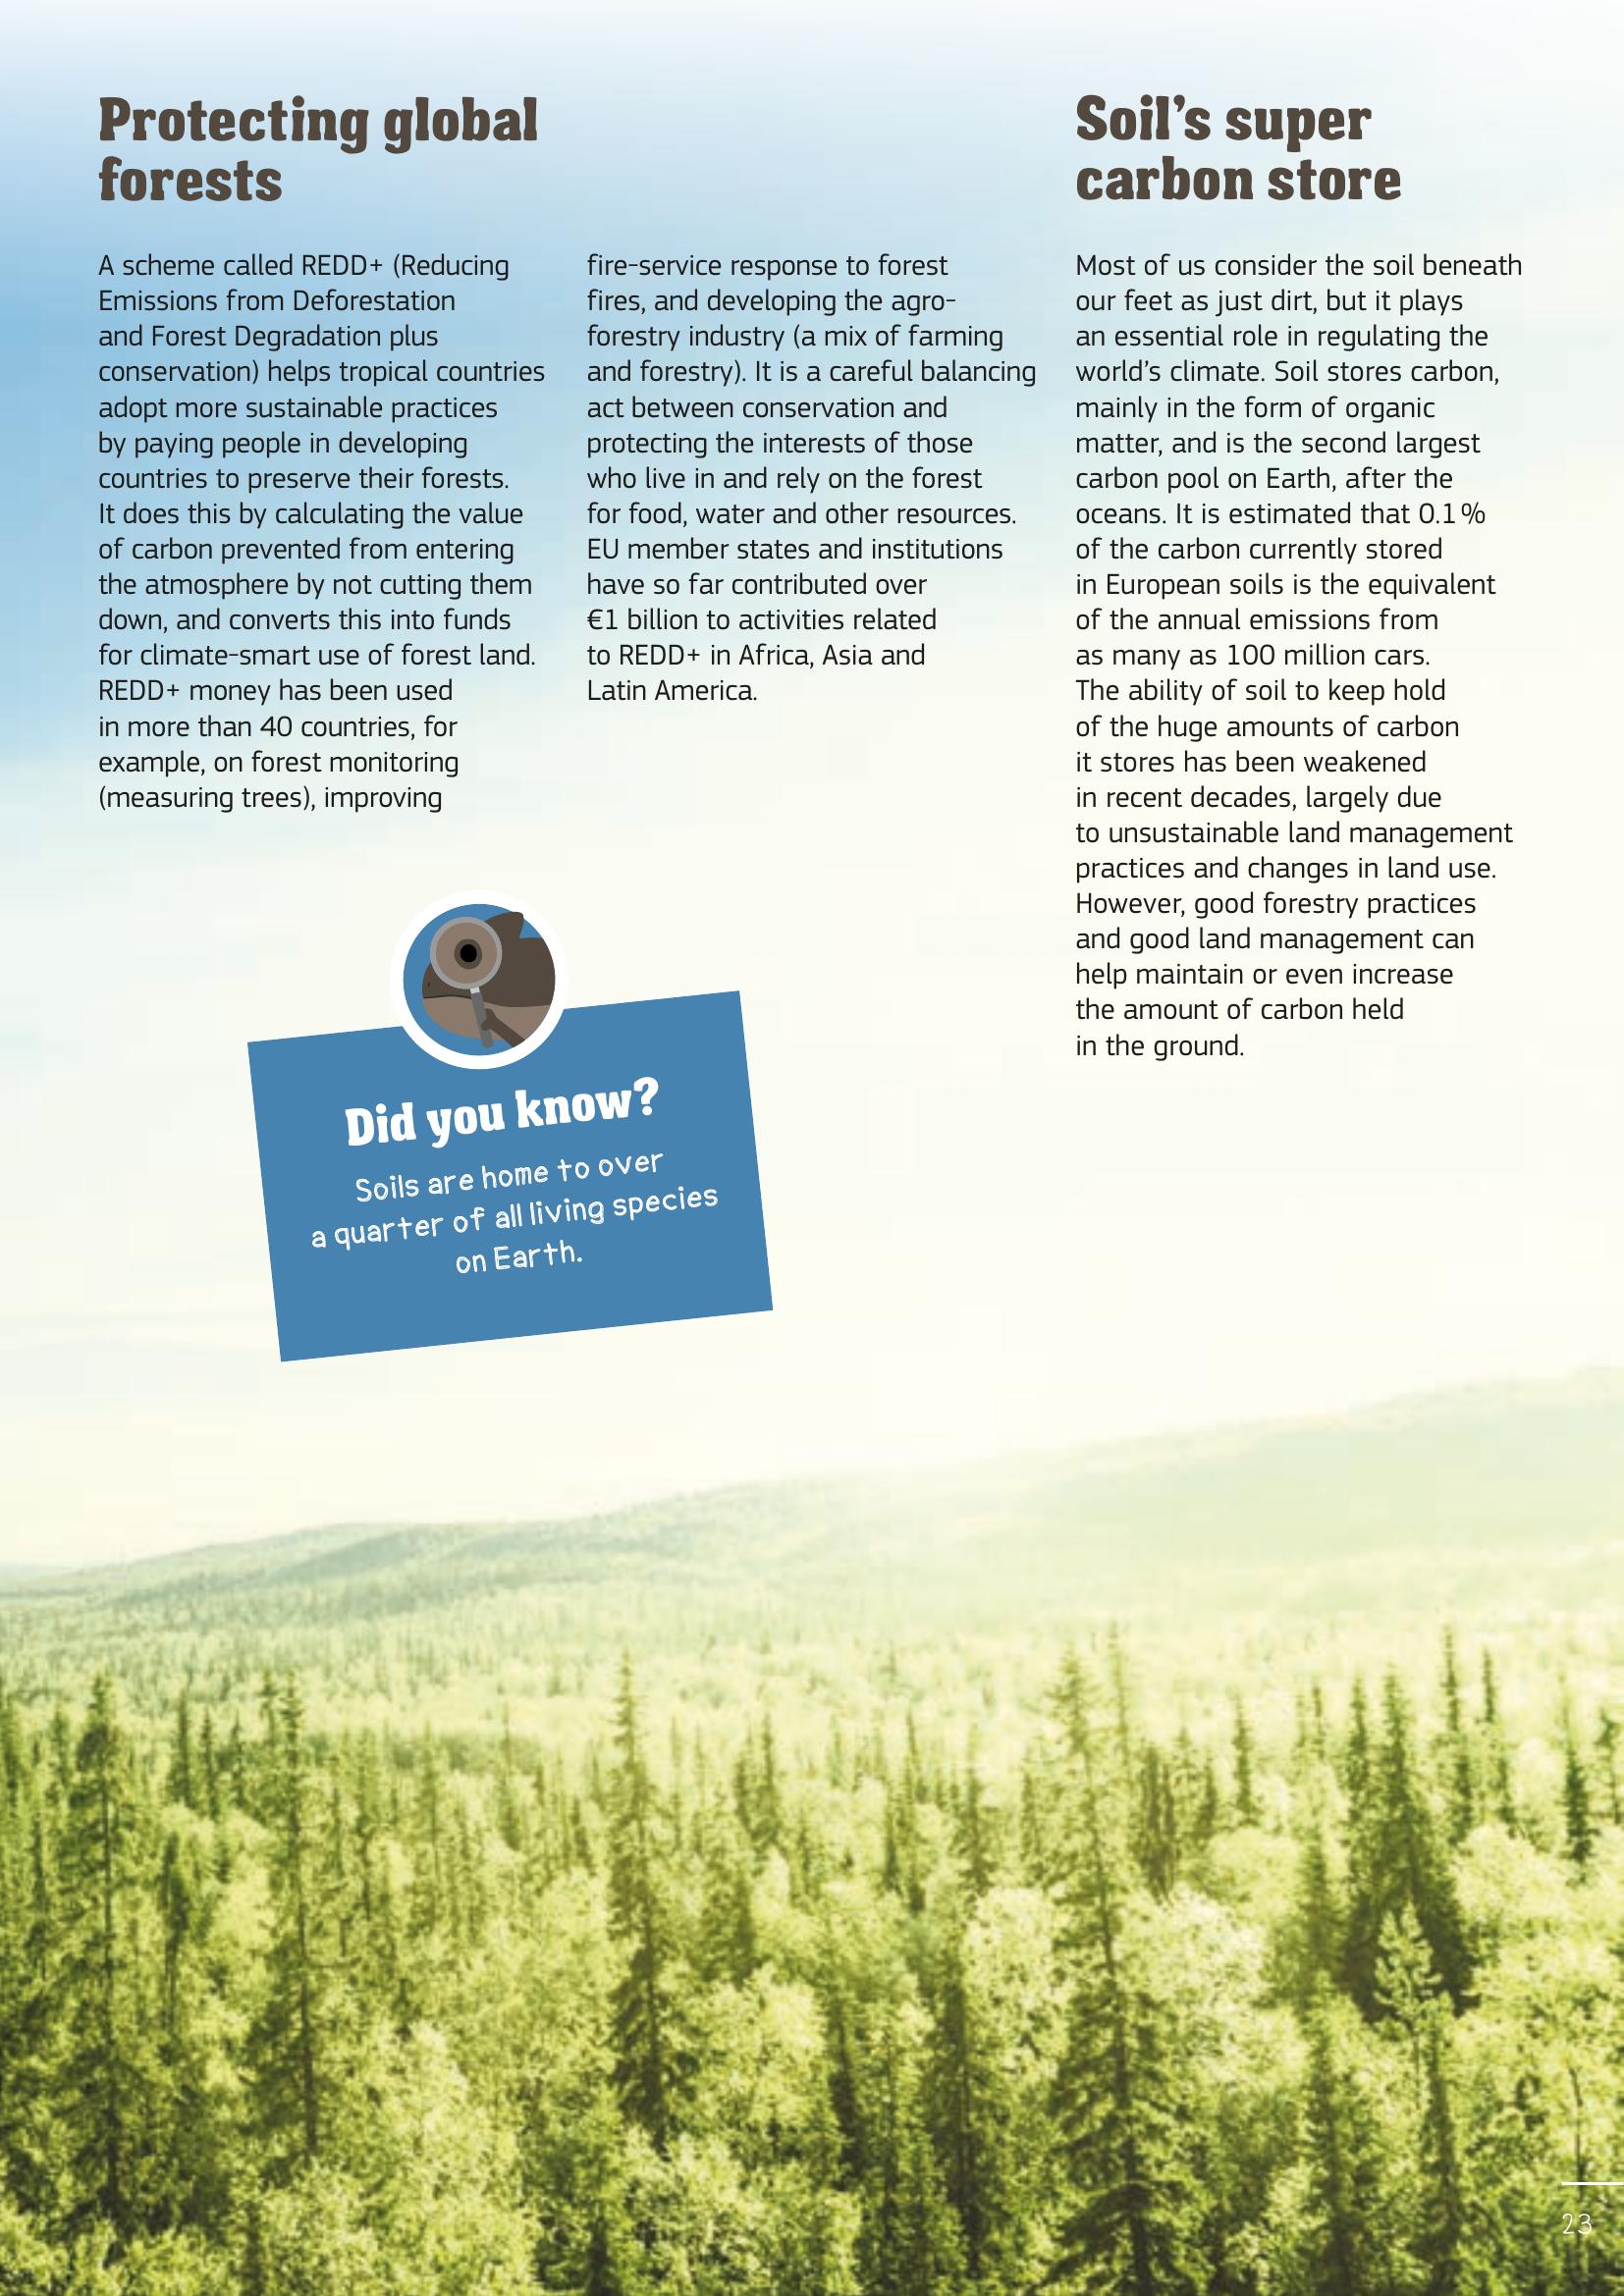 Protecting global
forests
A scheme called REDD+ (Reducing
Emissions from Deforestation
and Forest Degradation plus
conservation) helps tropical countries
adopt more sustainable practices
by paying people in developing
countries to preserve their forests.
It does this by calculating the value
of carbon prevented from entering
the atmosphere by not cutting them
down, and converts this into funds
for climate-smart use of forest land.
REDD+ money has been used
in more than 40 countries, for
example, on forest monitoring
(measuring trees), improving
fire-service response to forest
fires, and developing the agro-
forestry industry (a mix of farming
and forestry). It is a careful balancing
act between conservation and
protecting the interests of those
who live in and rely on the forest
for food, water and other resources.
EU member states and institutions
have so far contributed over
€1 billion to activities related
to REDD+ in Africa, Asia and
Latin America.
Soil’s super
carbon store
Most of us consider the soil beneath
our feet as just dirt, but it plays
an essential role in regulating the
world’s climate. Soil stores carbon,
mainly in the form of organic
matter, and is the second largest
carbon pool on Earth, after the
oceans. It is estimated that 0.1 %
of the carbon currently stored
in European soils is the equivalent
of the annual emissions from
as many as 100 million cars.
The ability of soil to keep hold
of the huge amounts of carbon
it stores has been weakened
in recent decades, largely due
to unsustainable land management
practices and changes in land use.
However, good forestry practices
and good land management can
help maintain or even increase
the amount of carbon held
in the ground.
Did you know?
Soils are home to over
a quarter of all living species
on Earth.
23